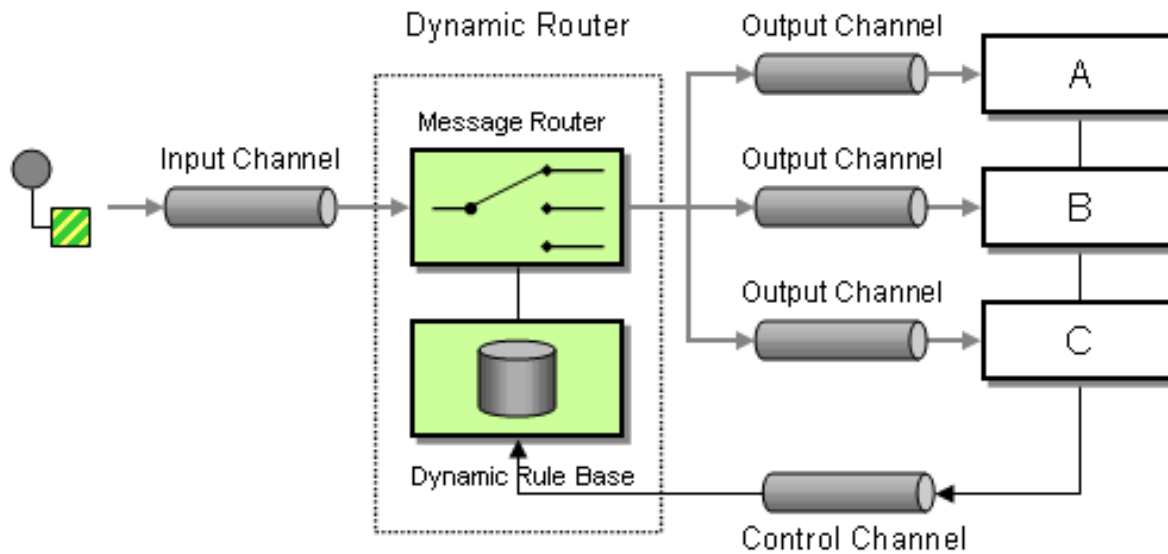 Dynamic Router
Output Channel
A
Message Router
Input Channel
Output Channel
B
Output Channel
C
Dynamic Rule Base
Control Channel